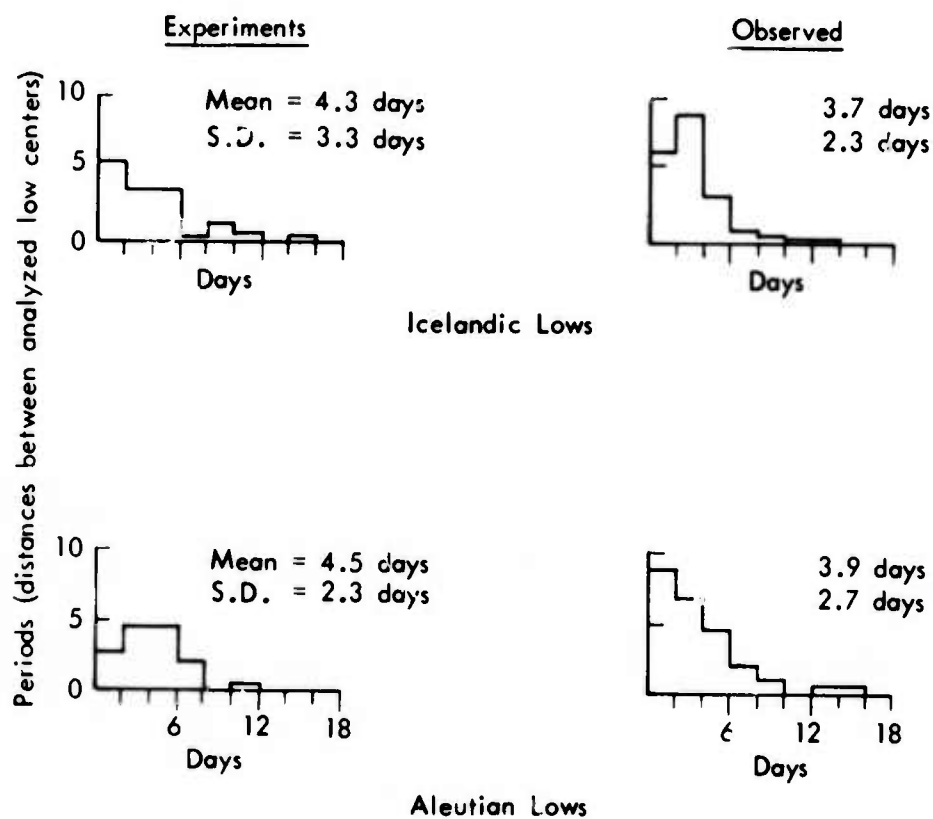 Experiments
Observed
Periods (distances between analyzed low centers)
10
5
0
Mean = 4.3 days
S.D. = 3.3 days
Days
3.7 days
2.3 days
Days
Icelandic Lows
10
5
0
Mean = 4.5 days
S.D. = 2.3 days
6
12
18
Days
3.9 days
2.7 days
6
12
18
Days
Aleutian Lows